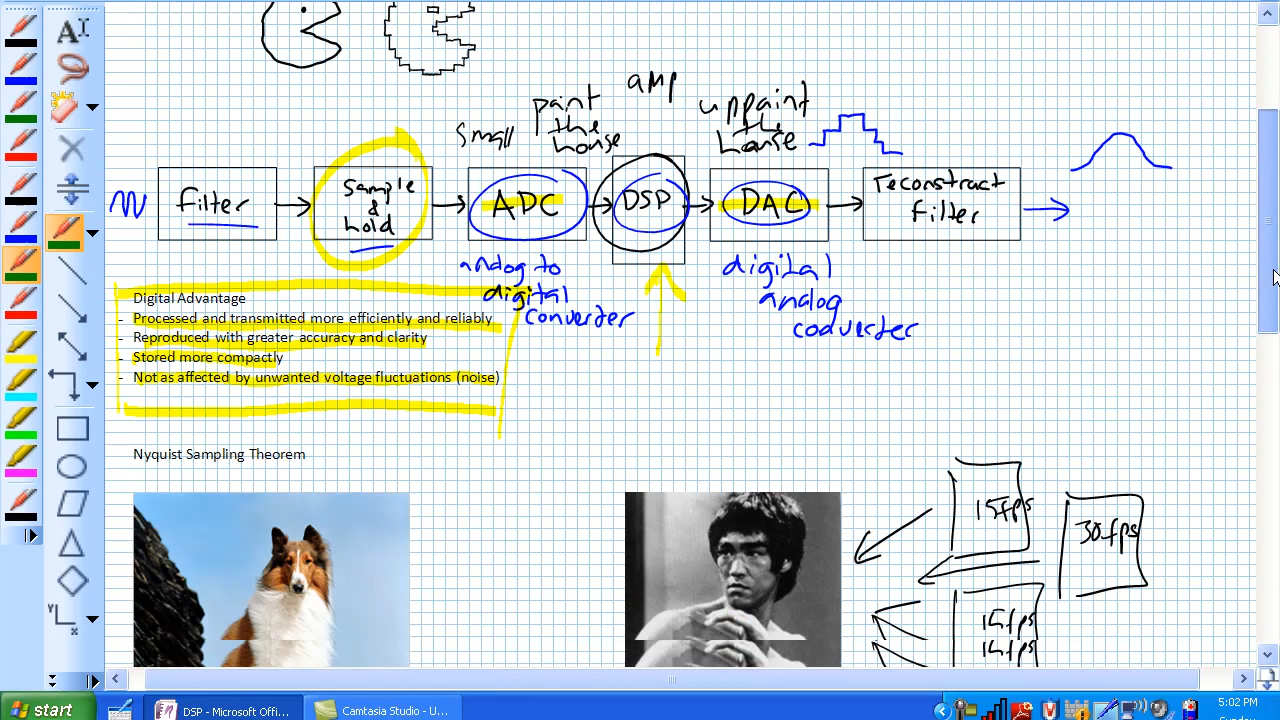 amp
small
paint
the
house
uppaint
the
house
filter
sample
&
hold
ADC
DSP
DAC
reconstruct
filter
analog to
digital
converter
digital
analog
coduerter
Digital Advantage
- Processed and transmitted more efficiently and reliably
- Reproduced with greater accuracy and clarity
- Stored more compactly
- Not as affected by unwanted voltage fluctuations (noise)
Nyquist Sampling Theorem
15fps
30fps
15fps
15fps
start
DSP - Microsoft Offi...
Camtasia Studio - U...
5:02 PM
Sunday